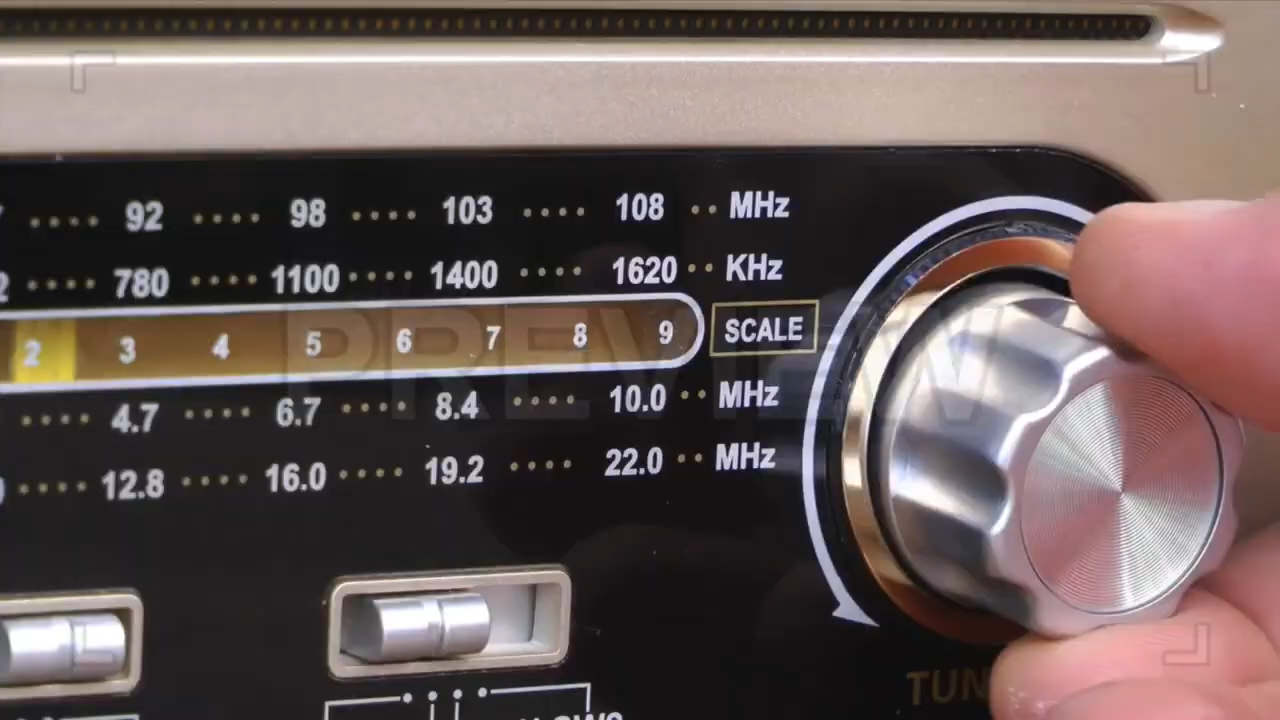 92 98 103 108 MHz
780 1100 1400 1620 KHz
2 3 4 5 6 7 8 9 SCALE
4.7 6.7 8.4 10.0 MHz
12.8 16.0 19.2 22.0 MHz
PREVIEW
TUN